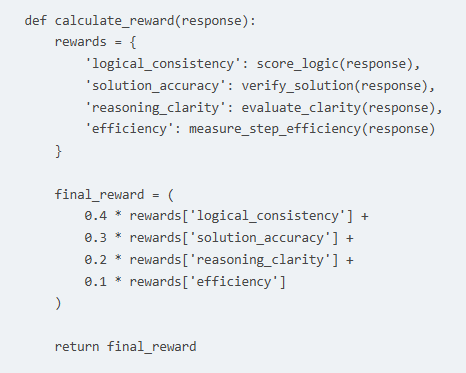 def calculate_reward(response):
    rewards = {
        'logical_consistency': score_logic(response),
        'solution_accuracy': verify_solution(response),
        'reasoning_clarity': evaluate_clarity(response),
        'efficiency': measure_step_efficiency(response)
    }

    final_reward = (
        0.4 * rewards['logical_consistency'] +
        0.3 * rewards['solution_accuracy'] +
        0.2 * rewards['reasoning_clarity'] +
        0.1 * rewards['efficiency']
    )

    return final_reward